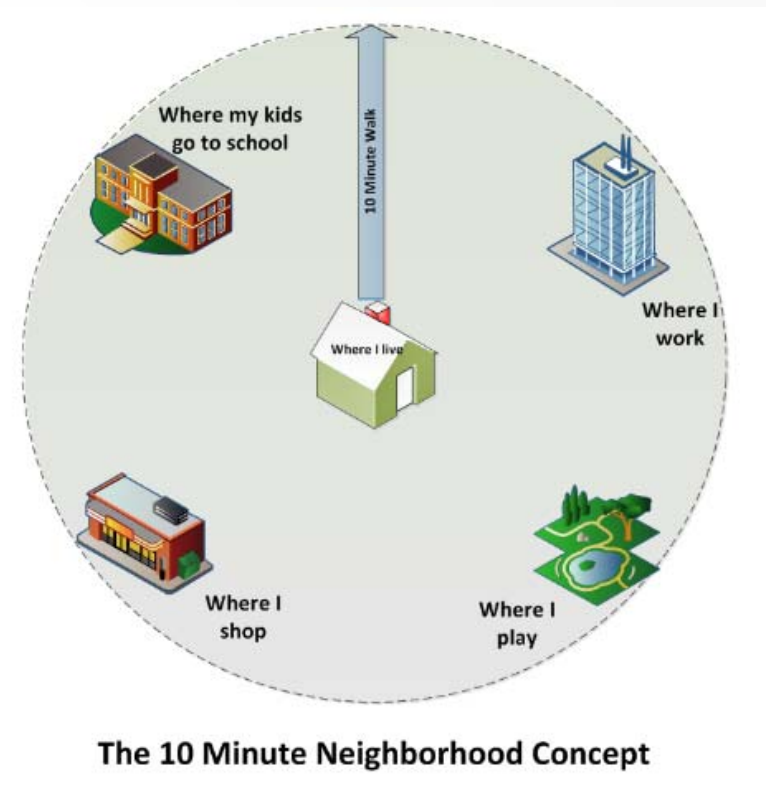 Where my kids
go to school
10 Minute Walk
Where I
work
Where I live
Where I
shop
Where I
play
The 10 Minute Neighborhood Concept